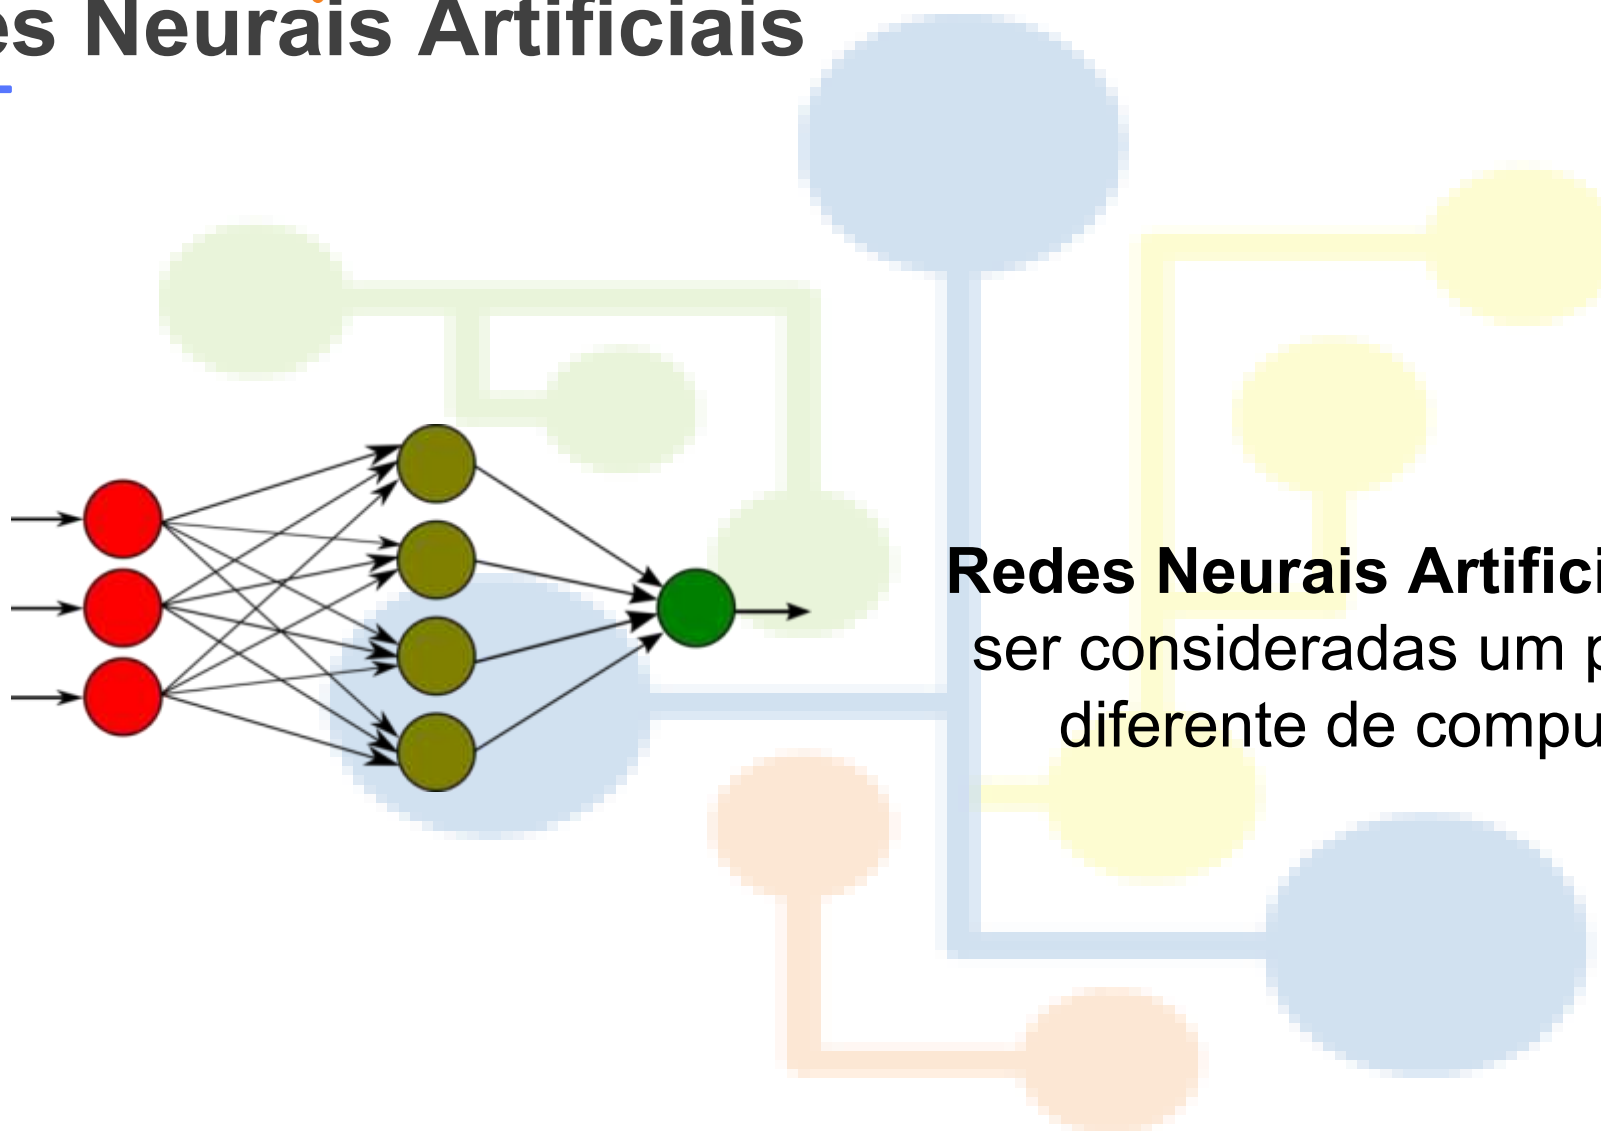 es Neurais Artificiais
Redes Neurais Artifici
ser consideradas um p
diferente de compu